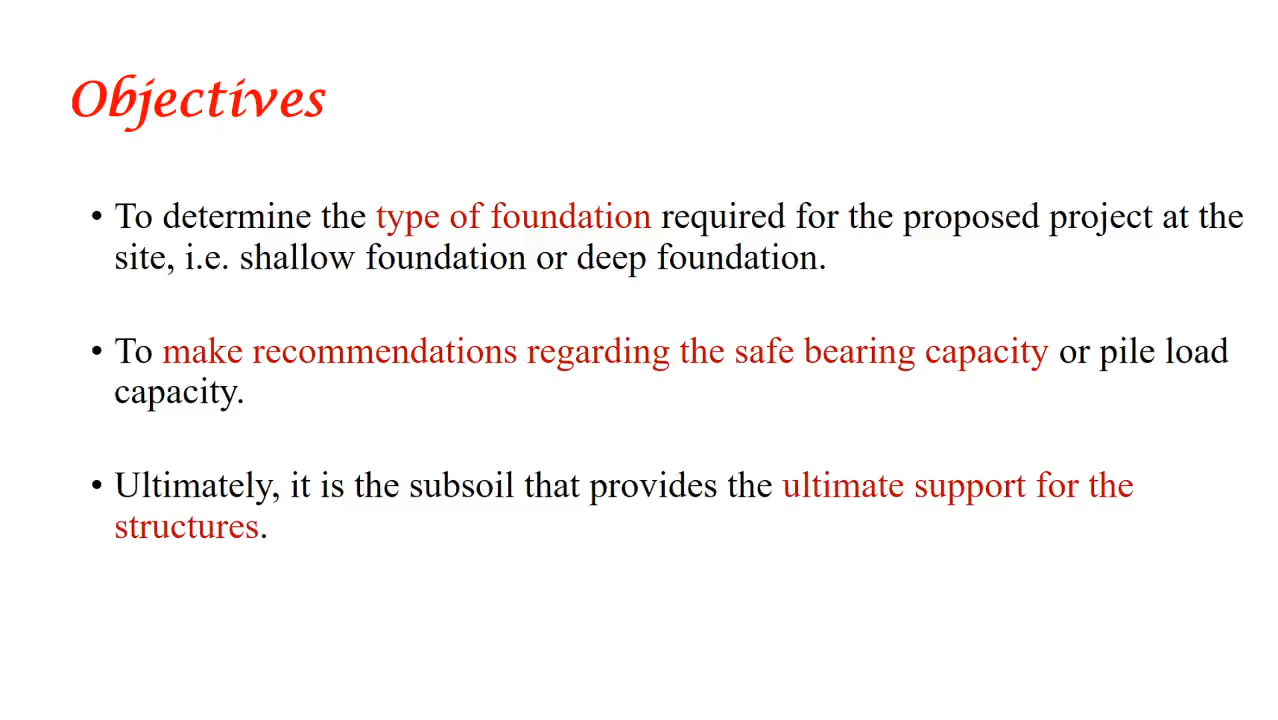 Objectives
• To determine the type of foundation required for the proposed project at the
site, i.e. shallow foundation or deep foundation.
• To make recommendations regarding the safe bearing capacity or pile load
capacity.
• Ultimately, it is the subsoil that provides the ultimate support for the
structures.